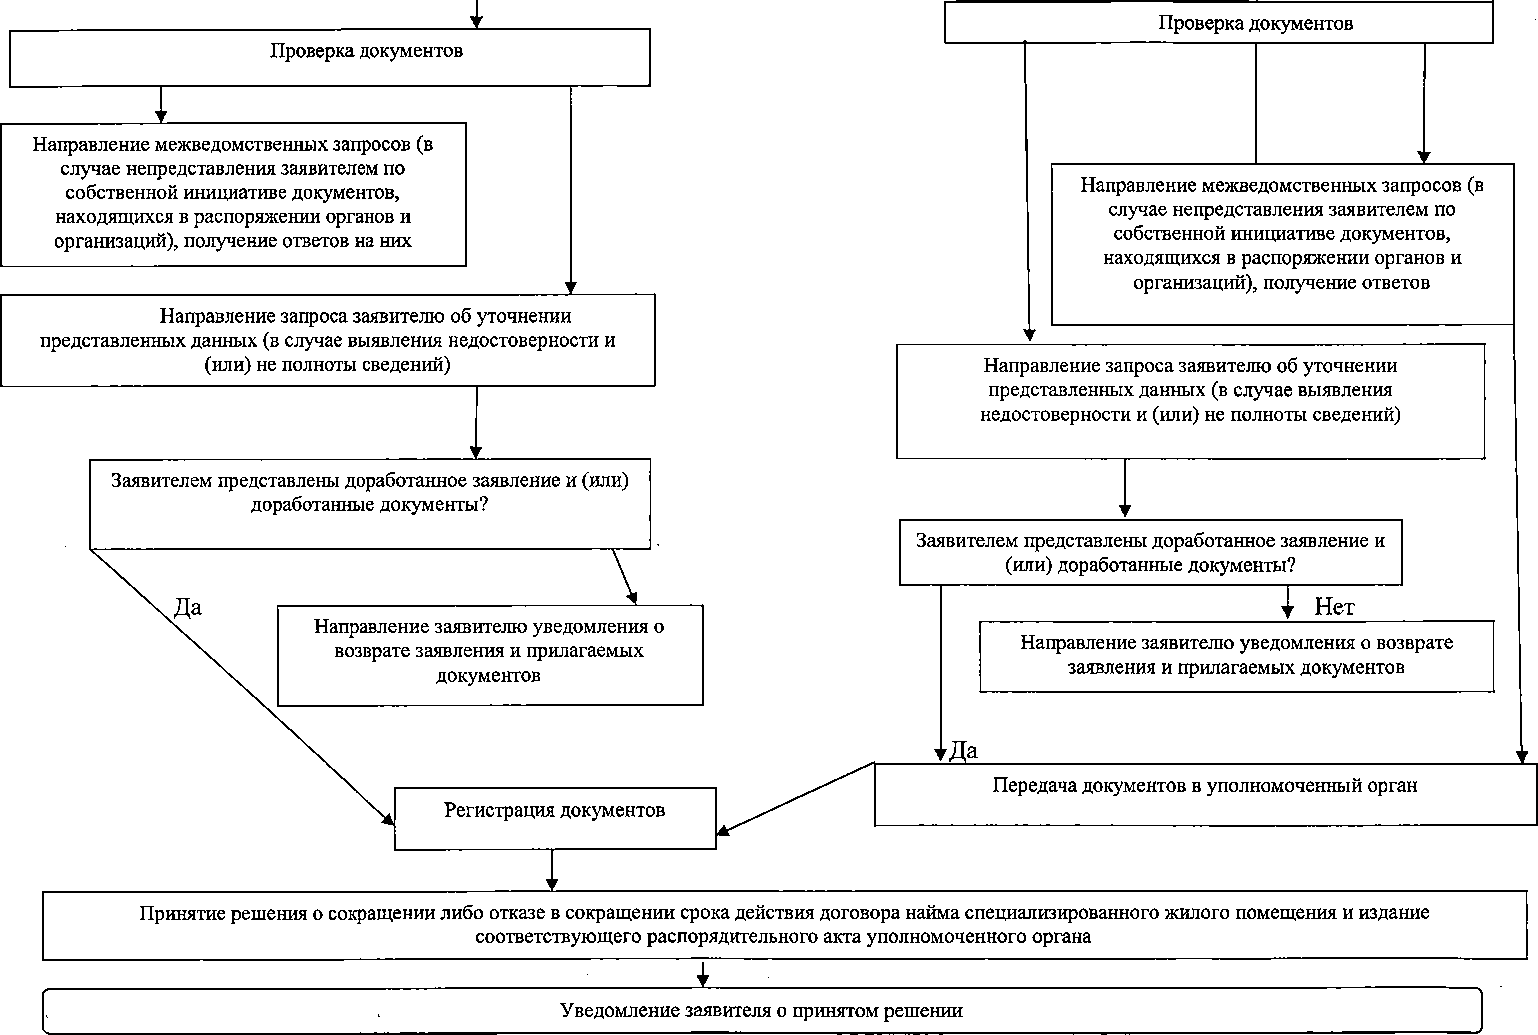 Проверка документов
Направление межведомственных запросов (в
случае непредставления заявителем по
собственной инициативе документов,
находящихся в распоряжении органов и
организаций), получение ответов на них
Направление запроса заявителю об уточнении
представленных данных (в случае выявления недостоверности и
(или) не полноты сведений)
Заявителем представлены доработанное заявление и (или)
доработанные документы?
Да
Направление заявителю уведомления о
возврате заявления и прилагаемых
документов
Проверка документов
Направление межведомственных запросов (в
случае непредставления заявителем по
собственной инициативе документов,
находящихся в распоряжении органов и
организаций), получение ответов
Направление запроса заявителю об уточнении
представленных данных (в случае выявления
недостоверности и (или) не полноты сведений)
Заявителем представлены доработанное заявление и
(или) доработанные документы?
Нет
Направление заявителю уведомления о возврате
заявления и прилагаемых документов
Да
Передача документов в уполномоченный орган
Регистрация документов
Принятие решения о сокращении либо отказе в сокращении срока действия договора найма специализированного жилого помещения и издание
соответствующего распорядительного акта уполномоченного органа
Уведомление заявителя о принятом решении